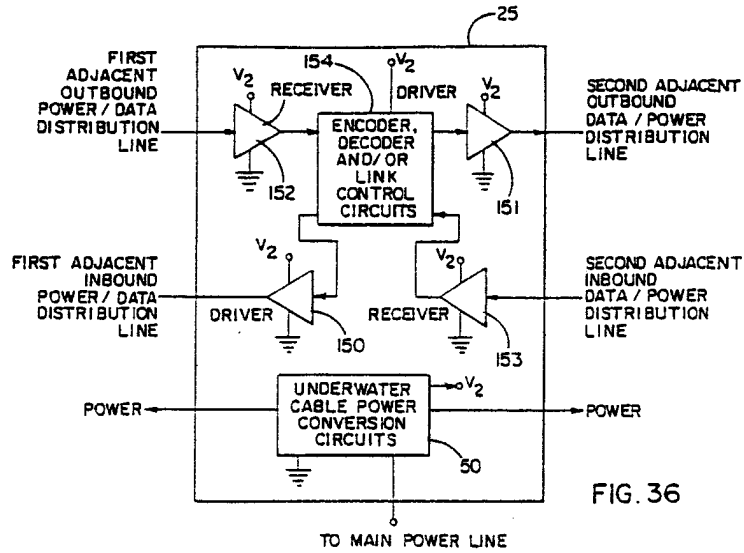 25
FIRST
ADJACENT
OUTBOUND
POWER / DATA
DISTRIBUTION
LINE
V2
RECEIVER
152
154
V2
DRIVER
ENCODER,
DECODER
AND/OR
LINK
CONTROL
CIRCUITS
V2
151
SECOND ADJACENT
OUTBOUND
DATA / POWER
DISTRIBUTION
LINE
FIRST ADJACENT
INBOUND
POWER / DATA
DISTRIBUTION
LINE
V2
DRIVER
150
V2
RECEIVER
153
SECOND ADJACENT
INBOUND
DATA / POWER
DISTRIBUTION
LINE
POWER
UNDERWATER
CABLE POWER
CONVERSION
CIRCUITS
V2
50
POWER
TO MAIN POWER LINE
FIG. 36